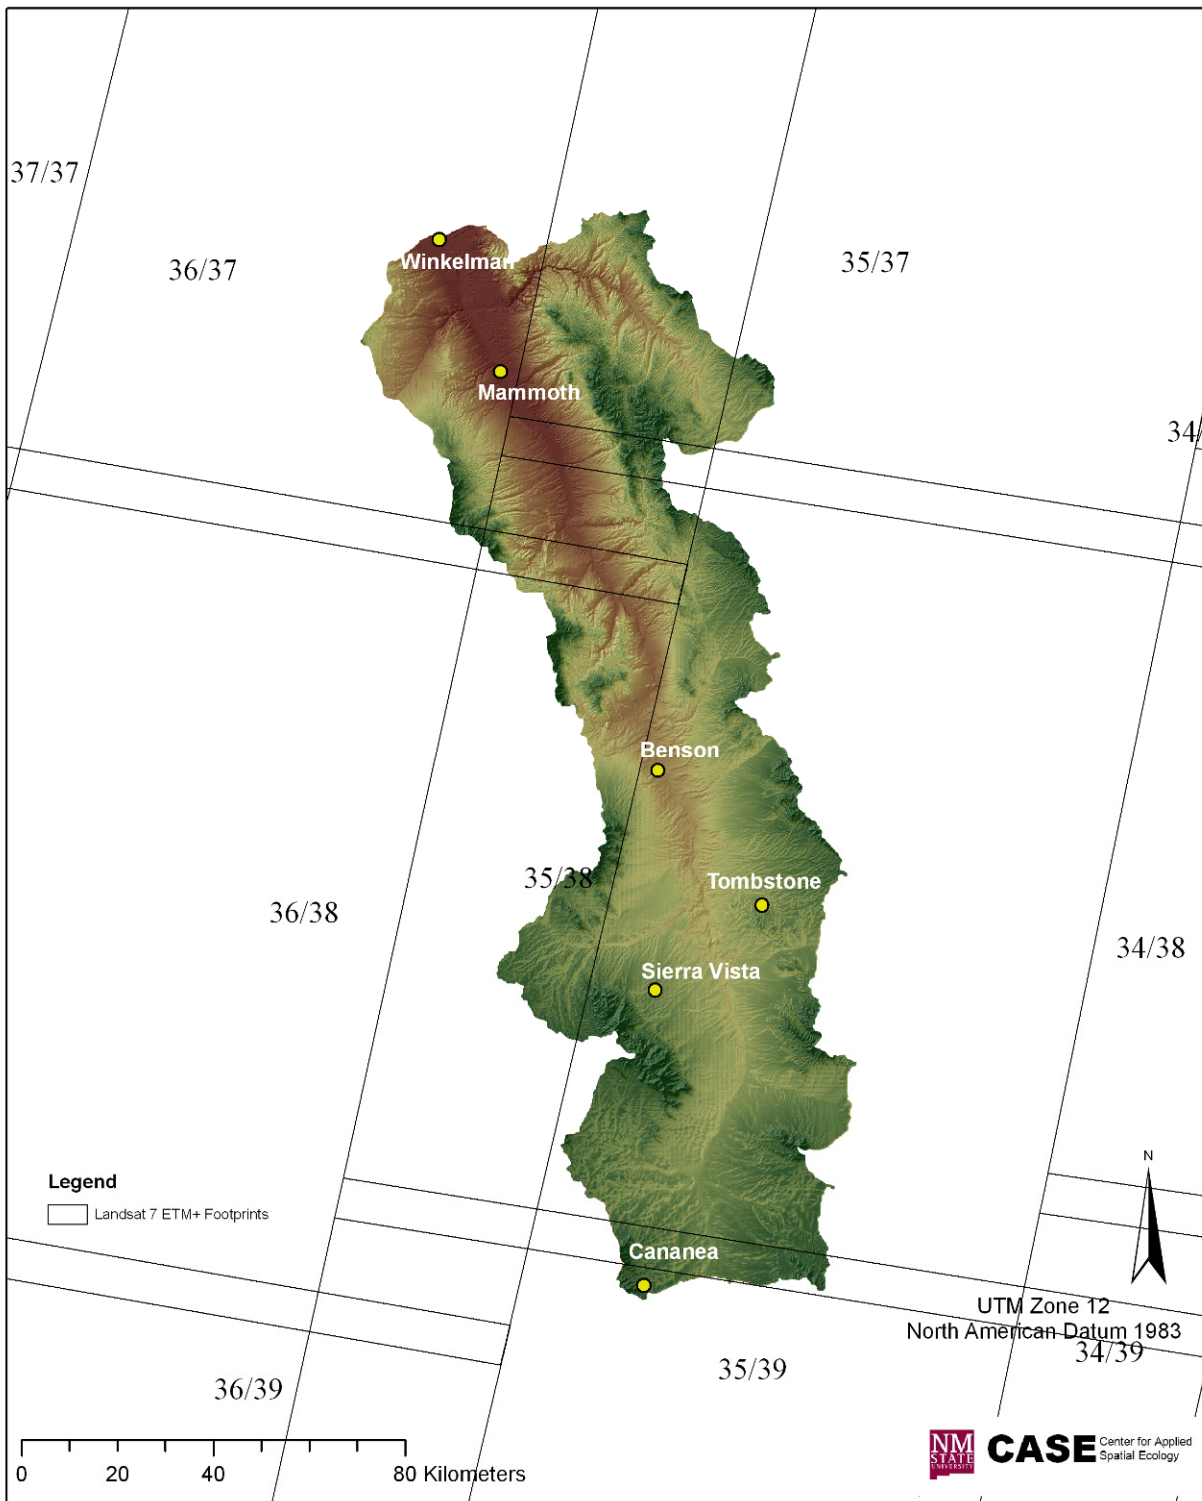 37/37
36/37
35/37
Winkelman
Mammoth
34/
Benson
35/38
Tombstone
36/38
34/38
Sierra Vista
N
Legend
Landsat 7 ETM+ Footprints
Cananea
UTM Zone 12
North American Datum 1983
34/39
35/39
36/39
0 20 40 80 Kilometers
NM
STATE
UNIVERSITY
CASE
Center for Applied
Spatial Ecology